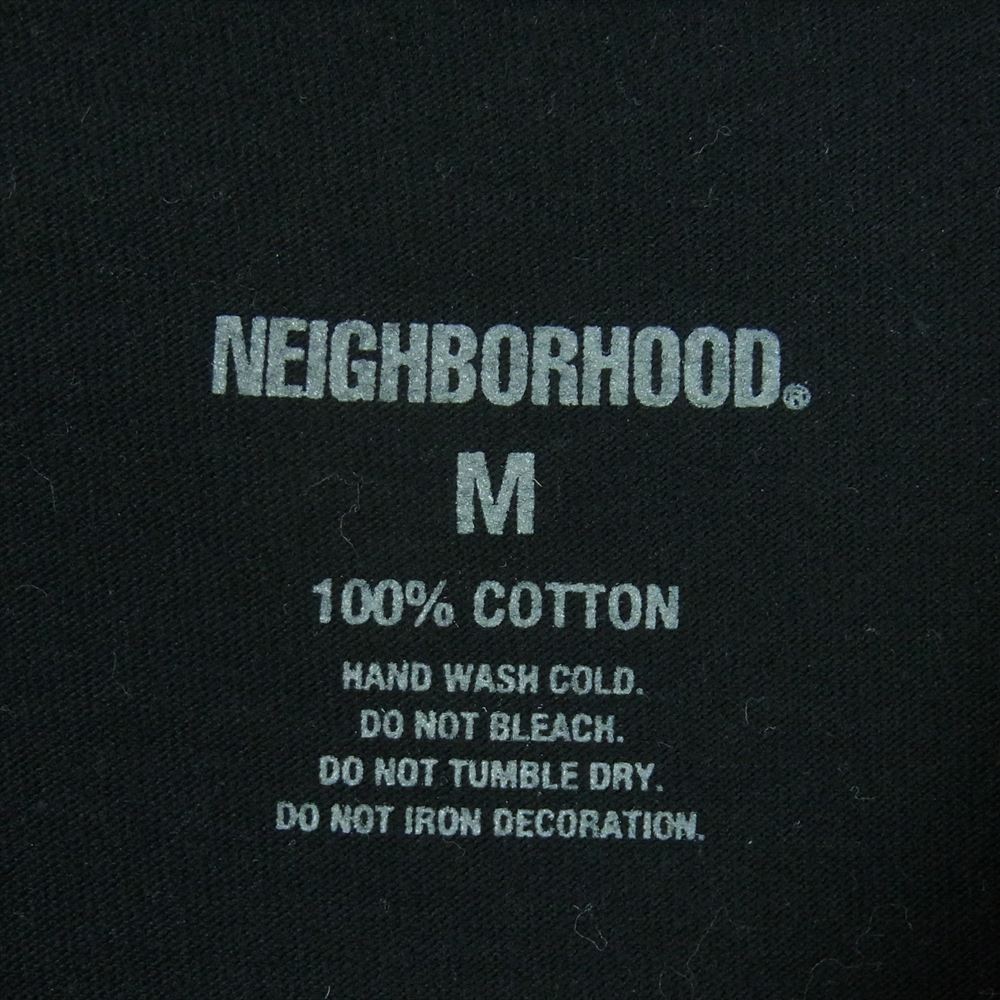 NEIGHBORHOOD®
M
100% COTTON
HAND WASH COLD.
DO NOT BLEACH.
DO NOT TUMBLE DRY.
DO NOT IRON DECORATION.